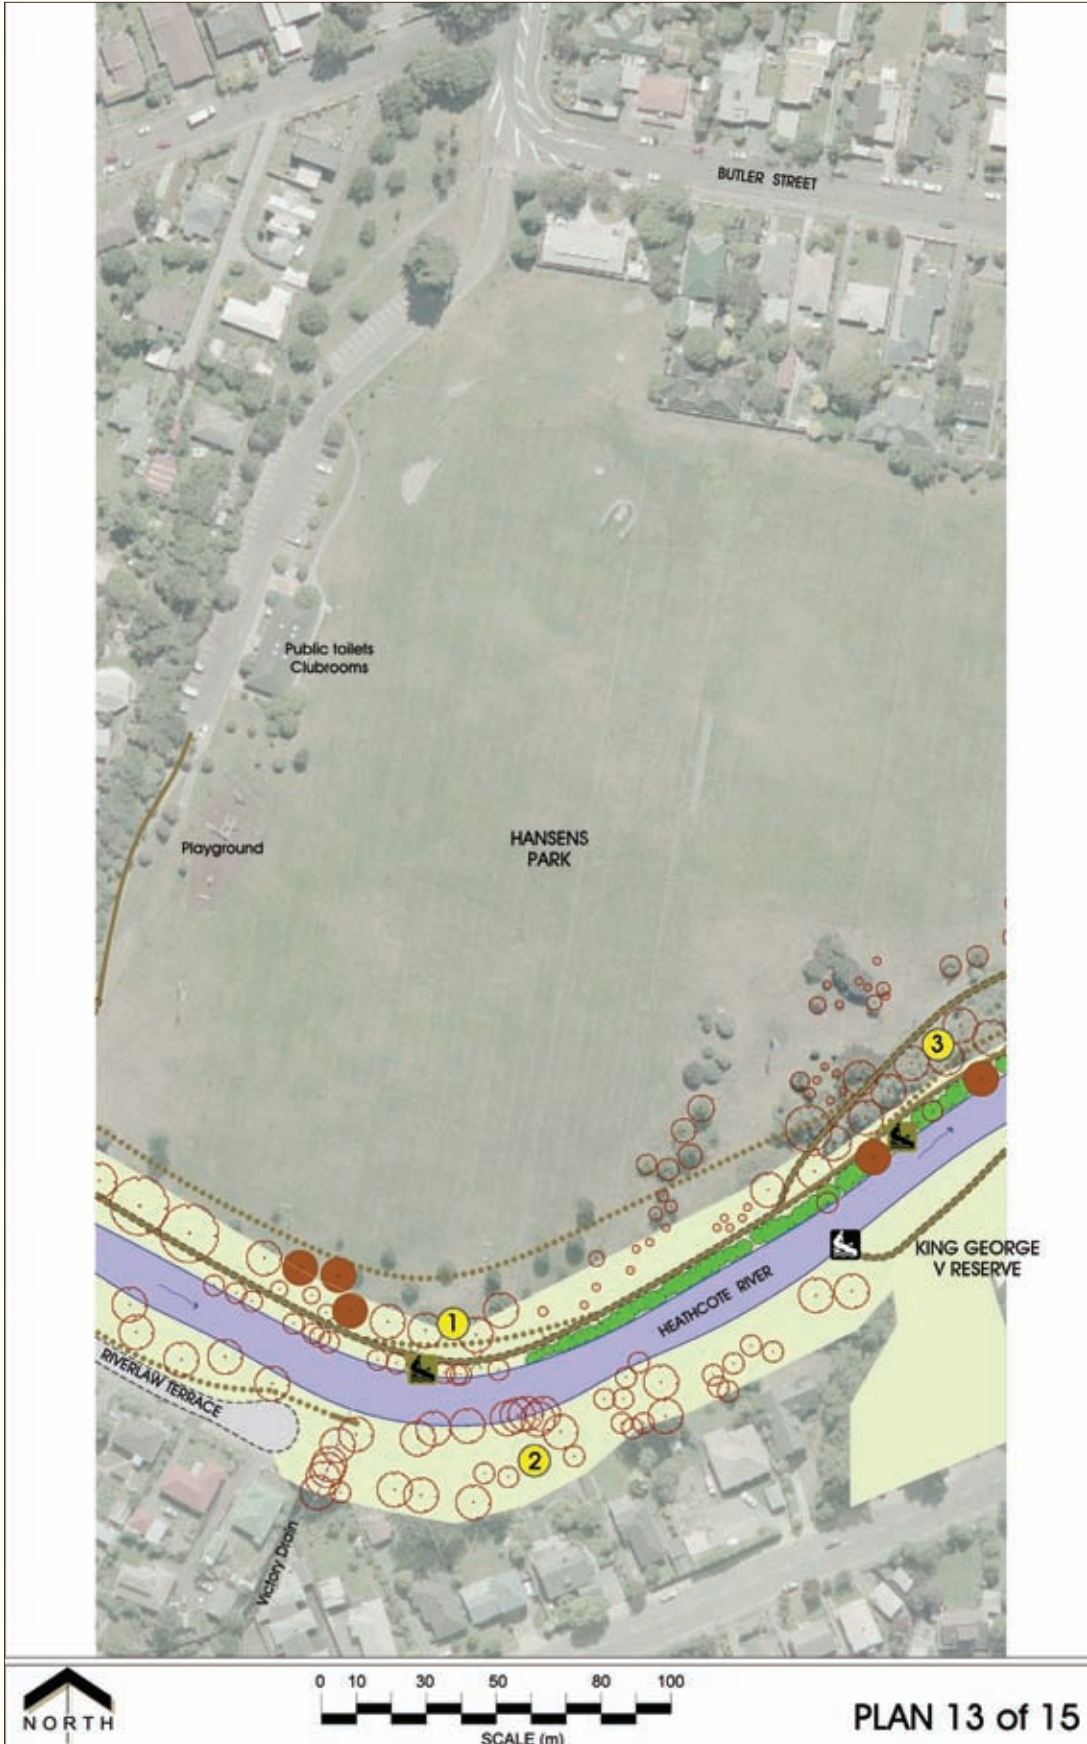 BUTLER STREET
Public toilets
Clubrooms
Playground
HANSENS
PARK
3
KING GEORGE
V RESERVE
HEATHCOTE RIVER
1
RIVERLAW TERRACE
2
Victory Drain
NORTH
0 10 30 50 80 100
SCALE (m)
PLAN 13 of 15